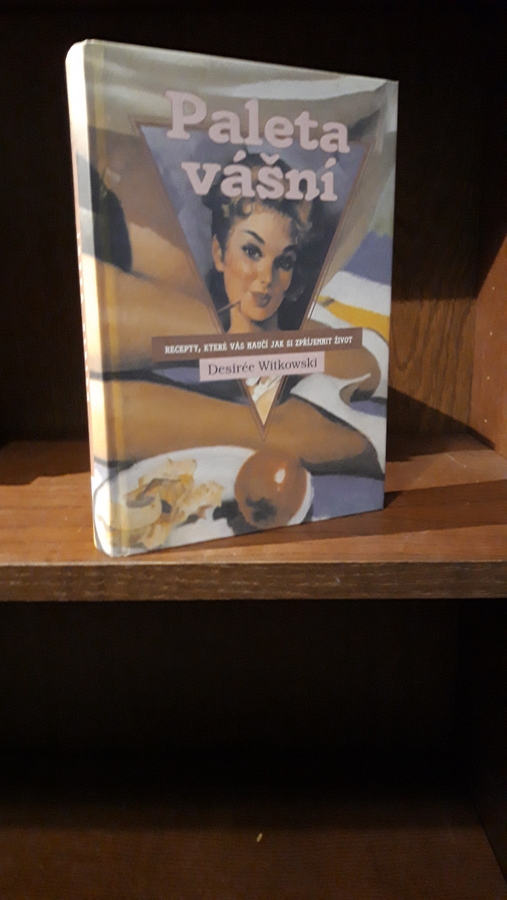 Paleta
vášní
RECEPTY, KTERÉ VÁS NAUČÍ JAK SI ZPŘÍJEMNIT ŽIVOT
Desirée Witkowski